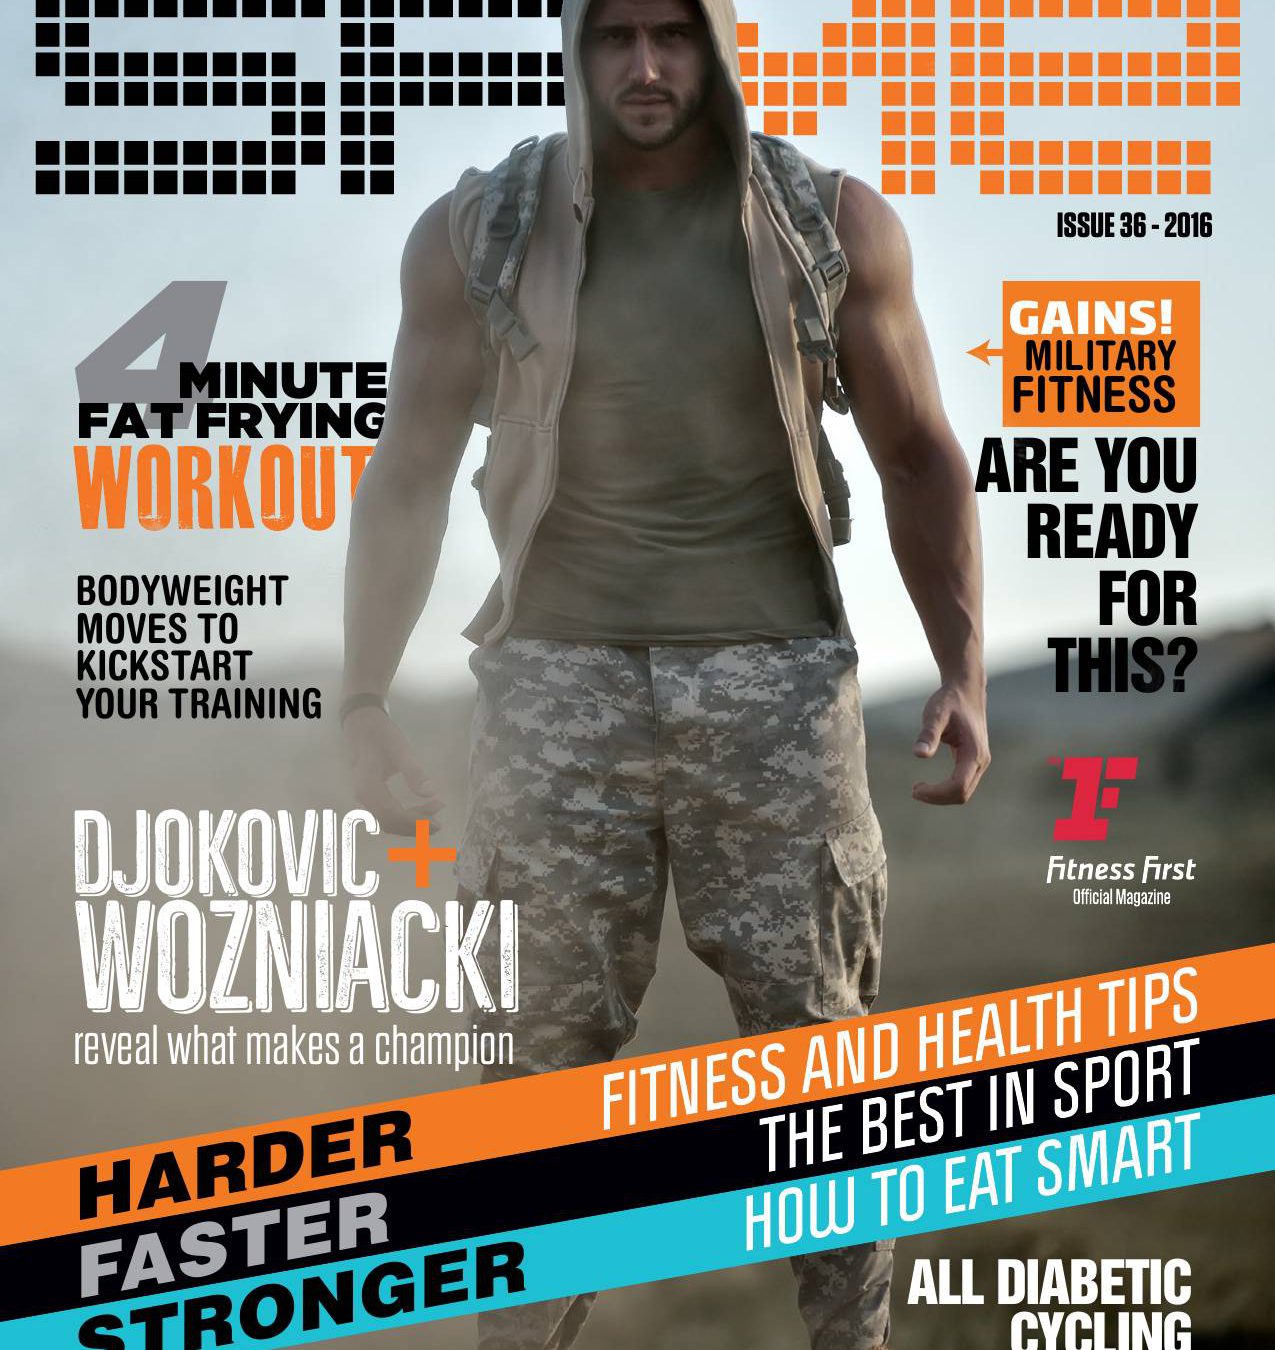 ISSUE 36 - 2016
4
MINUTE
FAT FRYING
WORKOUT
BODYWEIGHT
MOVES TO
KICKSTART
YOUR TRAINING
GAINS!
MILITARY
FITNESS
ARE YOU
READY
FOR
THIS?
Fitness First
Official Magazine
DJOKOVIC +
WOZNIACKI
reveal what makes a champion
FITNESS AND HEALTH TIPS
THE BEST IN SPORT
HOW TO EAT SMART
HARDER
FASTER
STRONGER
ALL DIABETIC
CYCLING